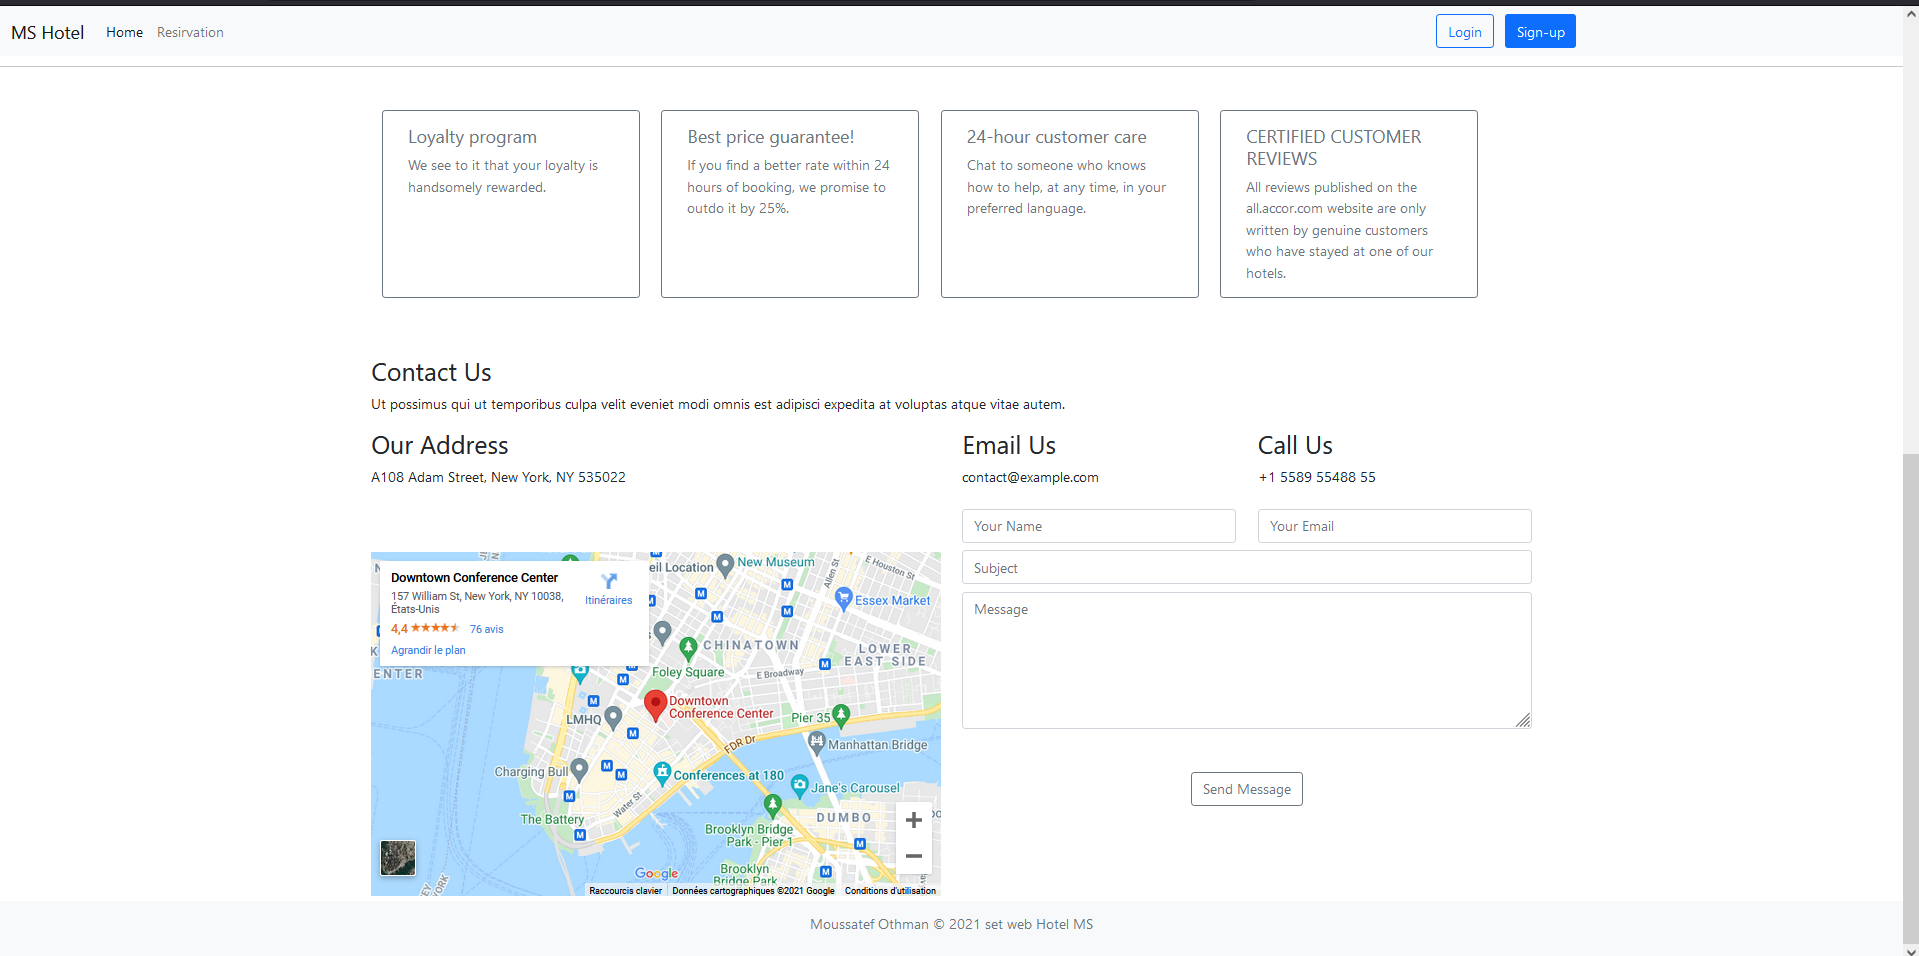 MS Hotel
Home
Resirvation
Login
Sign-up
Loyalty program
We see to it that your loyalty is
handsomely rewarded.
Best price guarantee!
If you find a better rate within 24
hours of booking, we promise to
outdo it by 25%.
24-hour customer care
Chat to someone who knows
how to help, at any time, in your
preferred language.
CERTIFIED CUSTOMER
REVIEWS
All reviews published on the
all.accor.com website are only
written by genuine customers
who have stayed at one of our
hotels.
Contact Us
Ut possimus qui ut temporibus culpa velit eveniet modi omnis est adipisci expedita at voluptas atque vitae autem.
Our Address
A108 Adam Street, New York, NY 535022
Email Us
contact@example.com
Call Us
+1 5589 55488 55
Your Name
Your Email
Subject
Message
Send Message
Downtown Conference Center
157 William St, New York, NY 10038,
États-Unis
4,4
76 avis
Agrandir le plan
Itinéraires
eil Location
New Museum
E Houston St
Allen St
Essex Market
CHINATOWN
LOWER
EAST SIDE
Foley Square
E Broadway
ENTER
Downtown
Conference Center
LMHQ
Pier 35
FDR Dr
Manhattan Bridge
Charging Bull
Conferences at 180
Jane's Carousel
Water St
The Battery
DUMBO
Brooklyn Bridge
Park - Pier 1
Brooklyn
Bridge Park
Google
Raccourcis clavier
Données cartographiques ©2021 Google
Conditions d'utilisation
Moussatef Othman © 2021 set web Hotel MS